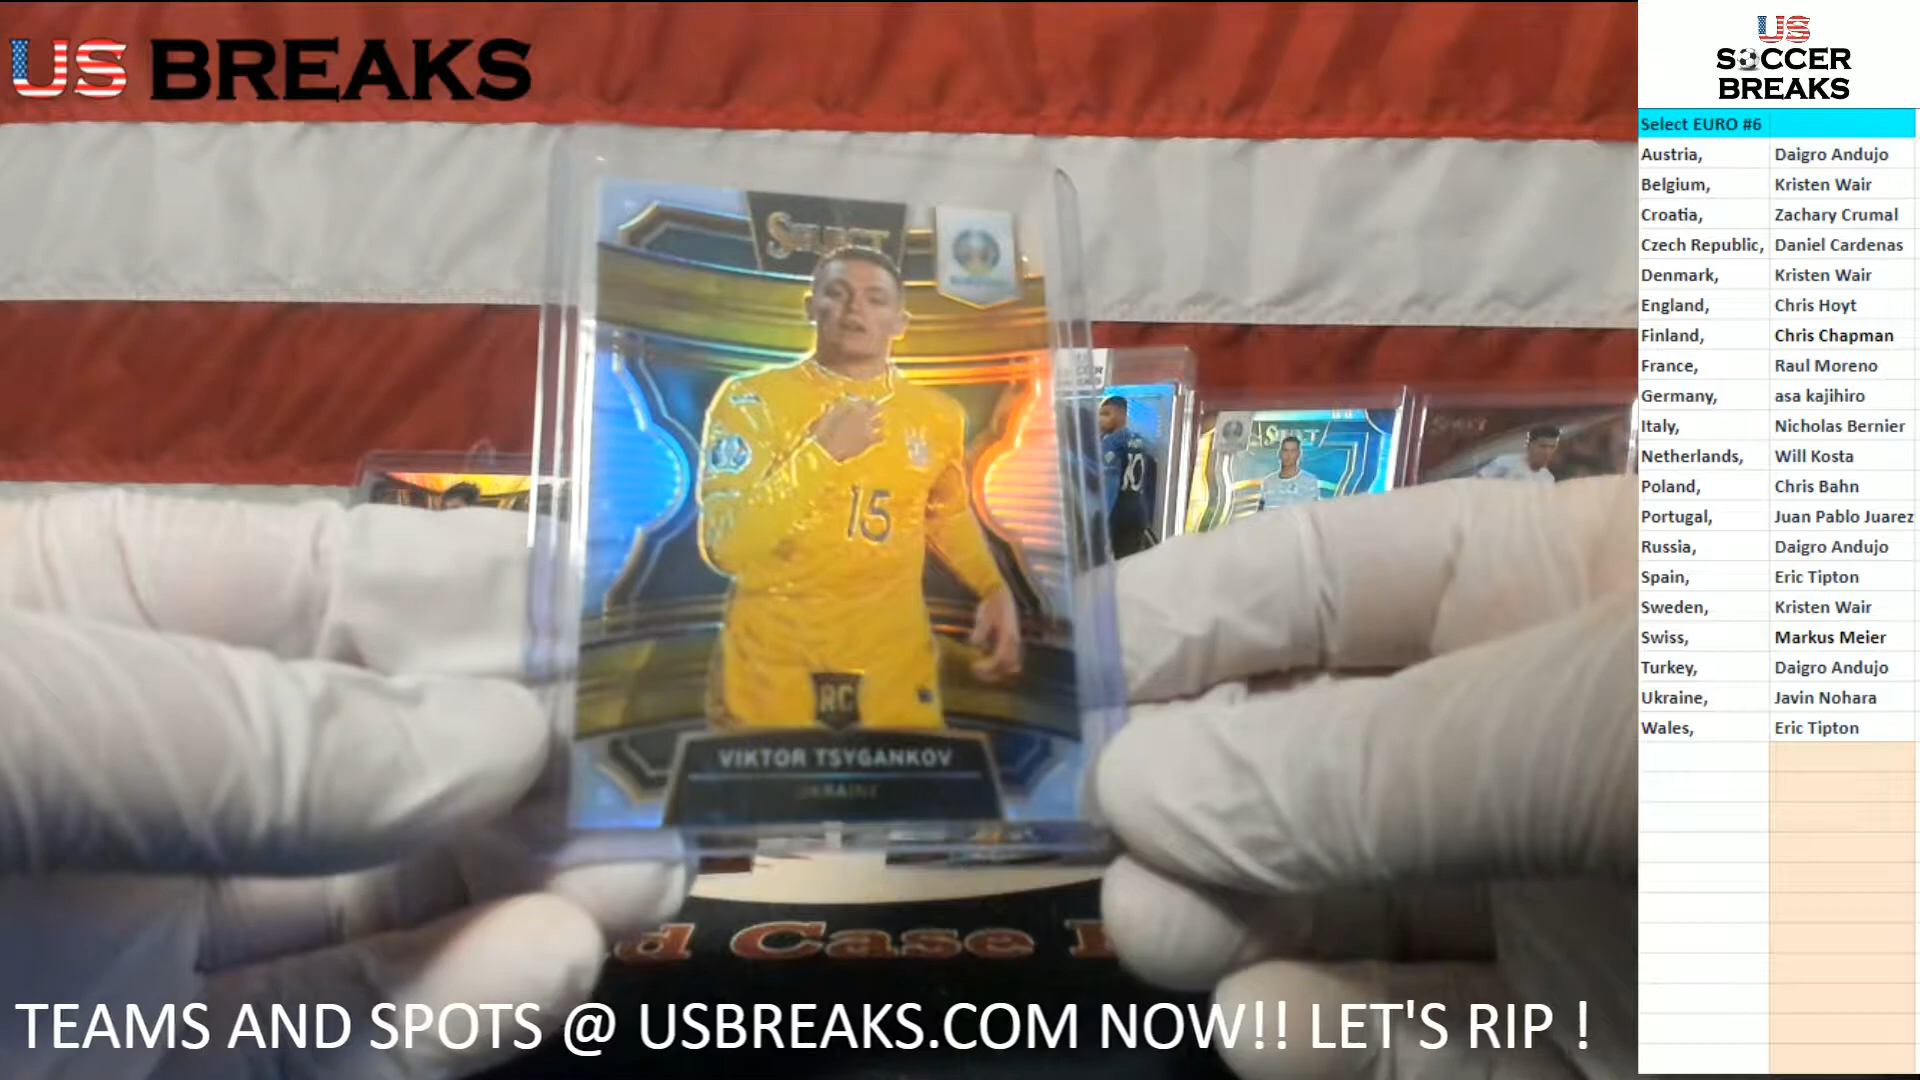 US BREAKS
US
SOCCER
BREAKS
Select EURO #6
Austria, Daigro Andujo
Belgium, Kristen Wair
Croatia, Zachary Crumal
Czech Republic, Daniel Cardenas
Denmark, Kristen Wair
England, Chris Hoyt
Finland, Chris Chapman
France, Raul Moreno
Germany, asa kajihiro
Italy, Nicholas Bernier
Netherlands, Will Kosta
Poland, Chris Bahn
Portugal, Juan Pablo Juarez
Russia, Daigro Andujo
Spain, Eric Tipton
Sweden, Kristen Wair
Swiss, Markus Meier
Turkey, Daigro Andujo
Ukraine, Javin Nohara
Wales, Eric Tipton
SELECT
15
RC
VIKTOR TSYGANKOV
UKRAINE
10
SELECT
Case
TEAMS AND SPOTS @ USBREAKS.COM NOW!! LET'S RIP !